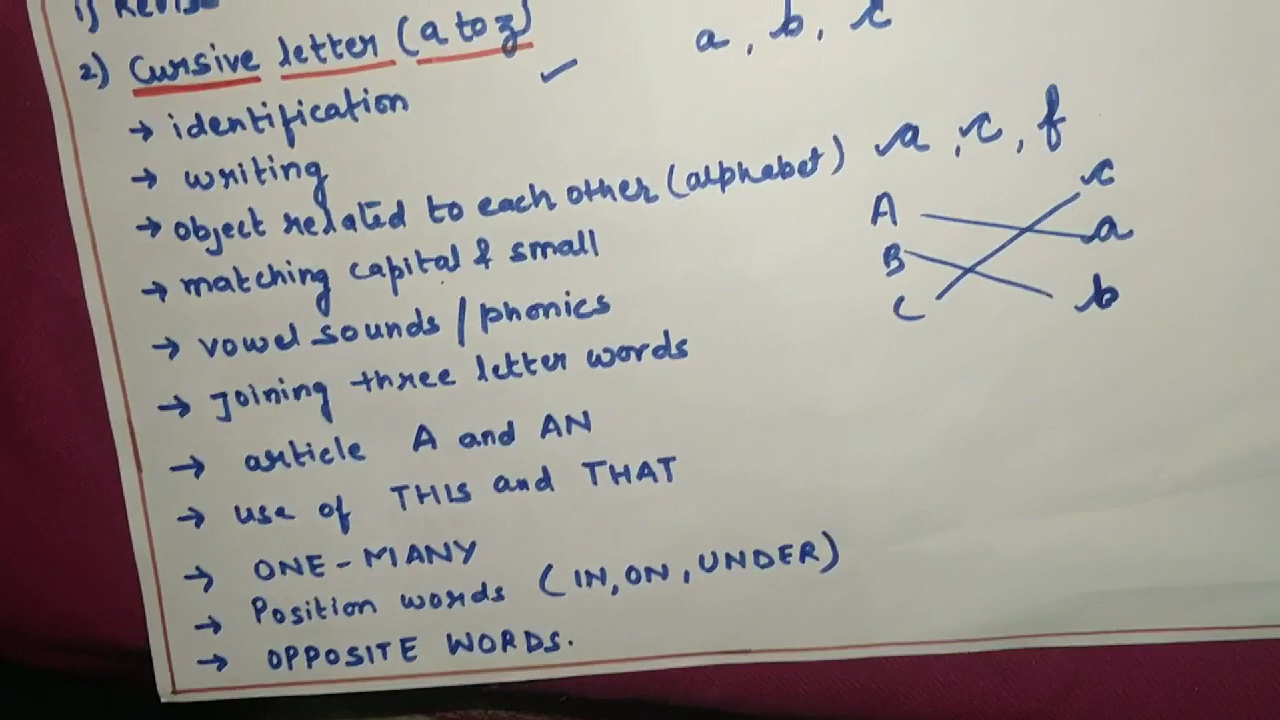 1) Revise
2) Cursive letter (a to z) ✓ a, b, c
→ identification
→ writing
→ object related to each other (alphabet) a, c, f
→ matching capital & small
A c
B a
C b
→ vowel sounds / phonics
→ Joining three letter words
→ article A and AN
→ use of THIS and THAT
→ ONE - MANY
→ Position words (IN, ON, UNDER)
→ OPPOSITE WORDS.